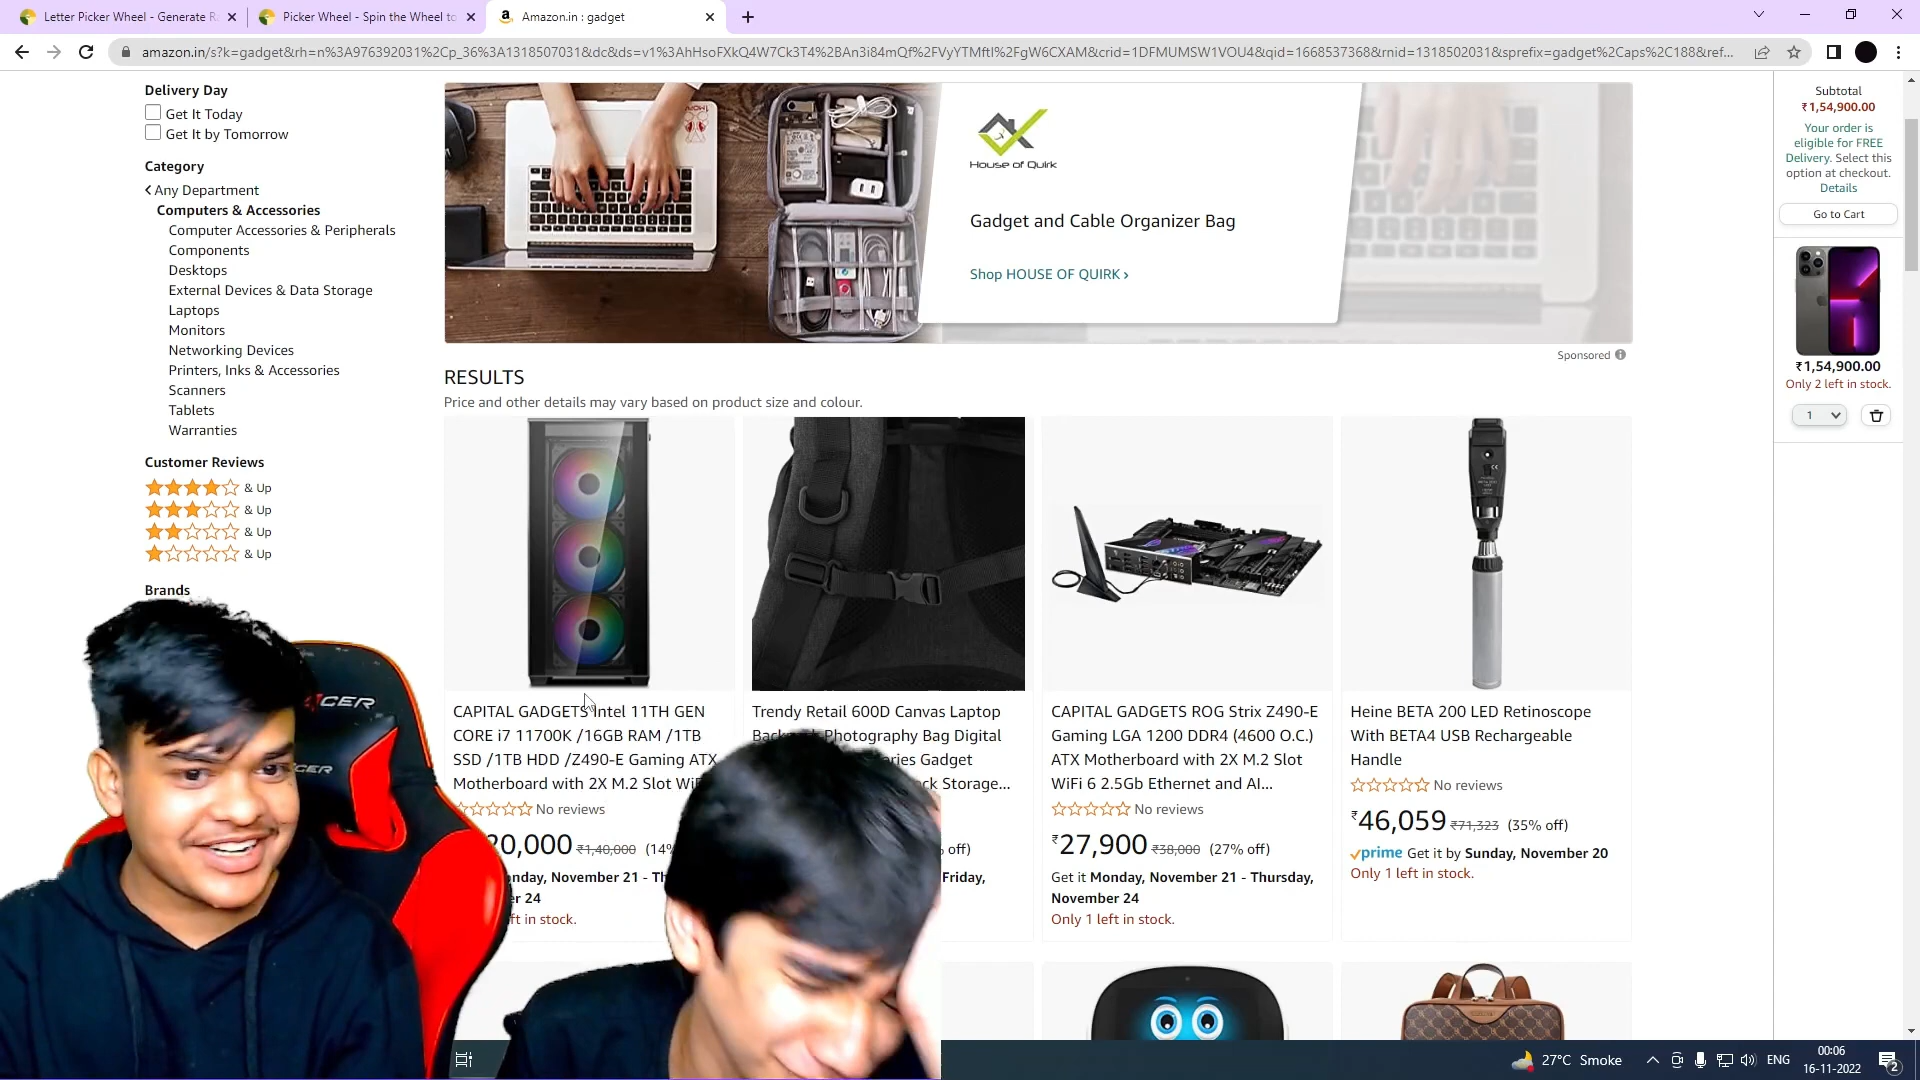 Letter Picker Wheel - Generate R
Picker Wheel - Spin the Wheel to
Amazon.in : gadget
amazon.in/s?k=gadget&rh=n%3A976392031%2Cp_36%3A1318507031&dc&ds=v1%3AhHsoFXkQ4W7Ck3T4%2BAn3i84mQf%2FVyYTMftI%2FgW6CXAM&crid=1DFMUMSW1VOU4&qid=1668537368&rnid=1318502031&sprefix=gadget%2Caps%2C188&ref...
Delivery Day
Get It Today
Get It by Tomorrow
Category
Any Department
Computers & Accessories
Computer Accessories & Peripherals
Components
Desktops
External Devices & Data Storage
Laptops
Monitors
Networking Devices
Printers, Inks & Accessories
Scanners
Tablets
Warranties
Customer Reviews
& Up
& Up
& Up
& Up
Brands
House of Quirk
Gadget and Cable Organizer Bag
Shop HOUSE OF QUIRK ›
Sponsored
RESULTS
Price and other details may vary based on product size and colour.
CAPITAL GADGETS Intel 11TH GEN
CORE i7 11700K /16GB RAM /1TB
SSD /1TB HDD /Z490-E Gaming ATX
Motherboard with 2X M.2 Slot
No reviews
20,000 ₹1,40,000 (14%
November 21 -
24
in stock.
Trendy Retail 600D Canvas Laptop
Photography Bag Digital
Gadget
Storage...
off)
Friday,
CAPITAL GADGETS ROG Strix Z490-E
Gaming LGA 1200 DDR4 (4600 O.C.)
ATX Motherboard with 2X M.2 Slot
WiFi 6 2.5Gb Ethernet and AI...
No reviews
₹27,900 ₹38,000 (27% off)
Get it Monday, November 21 - Thursday,
November 24
Only 1 left in stock.
Heine BETA 200 LED Retinoscope
With BETA4 USB Rechargeable
Handle
No reviews
₹46,059 ₹71,323 (35% off)
prime Get it by Sunday, November 20
Only 1 left in stock.
Subtotal
₹1,54,900.00
Your order is
eligible for FREE
Delivery. Select this
option at checkout.
Details
Go to Cart
₹1,54,900.00
Only 2 left in stock.
1
27°C Smoke
ENG
00:06
16-11-2022
2